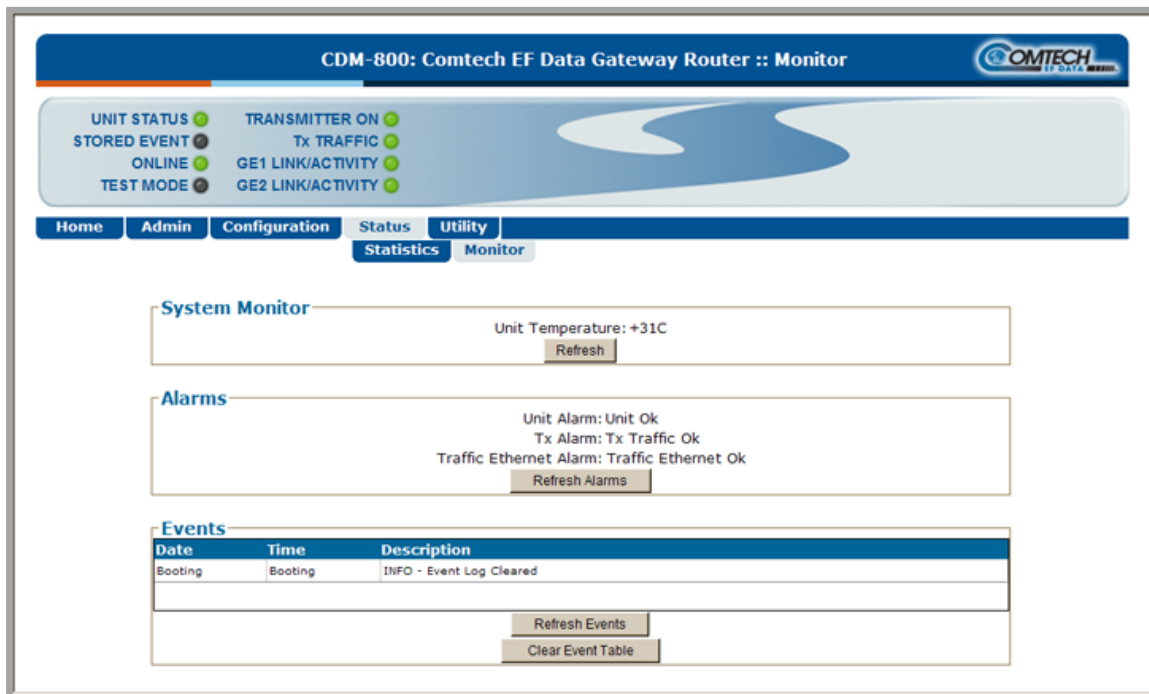 CDM-800: Comtech EF Data Gateway Router :: Monitor
COMTECH
EF DATA
UNIT STATUS TRANSMITTER ON
STORED EVENT Tx TRAFFIC
ONLINE GE1 LINK/ACTIVITY
TEST MODE GE2 LINK/ACTIVITY
Home Admin Configuration Status Utility
Statistics Monitor
System Monitor
Unit Temperature: +31C
Refresh
Alarms
Unit Alarm: Unit Ok
Tx Alarm: Tx Traffic Ok
Traffic Ethernet Alarm: Traffic Ethernet Ok
Refresh Alarms
Events
Date Time Description
Booting Booting INFO - Event Log Cleared
Refresh Events
Clear Event Table